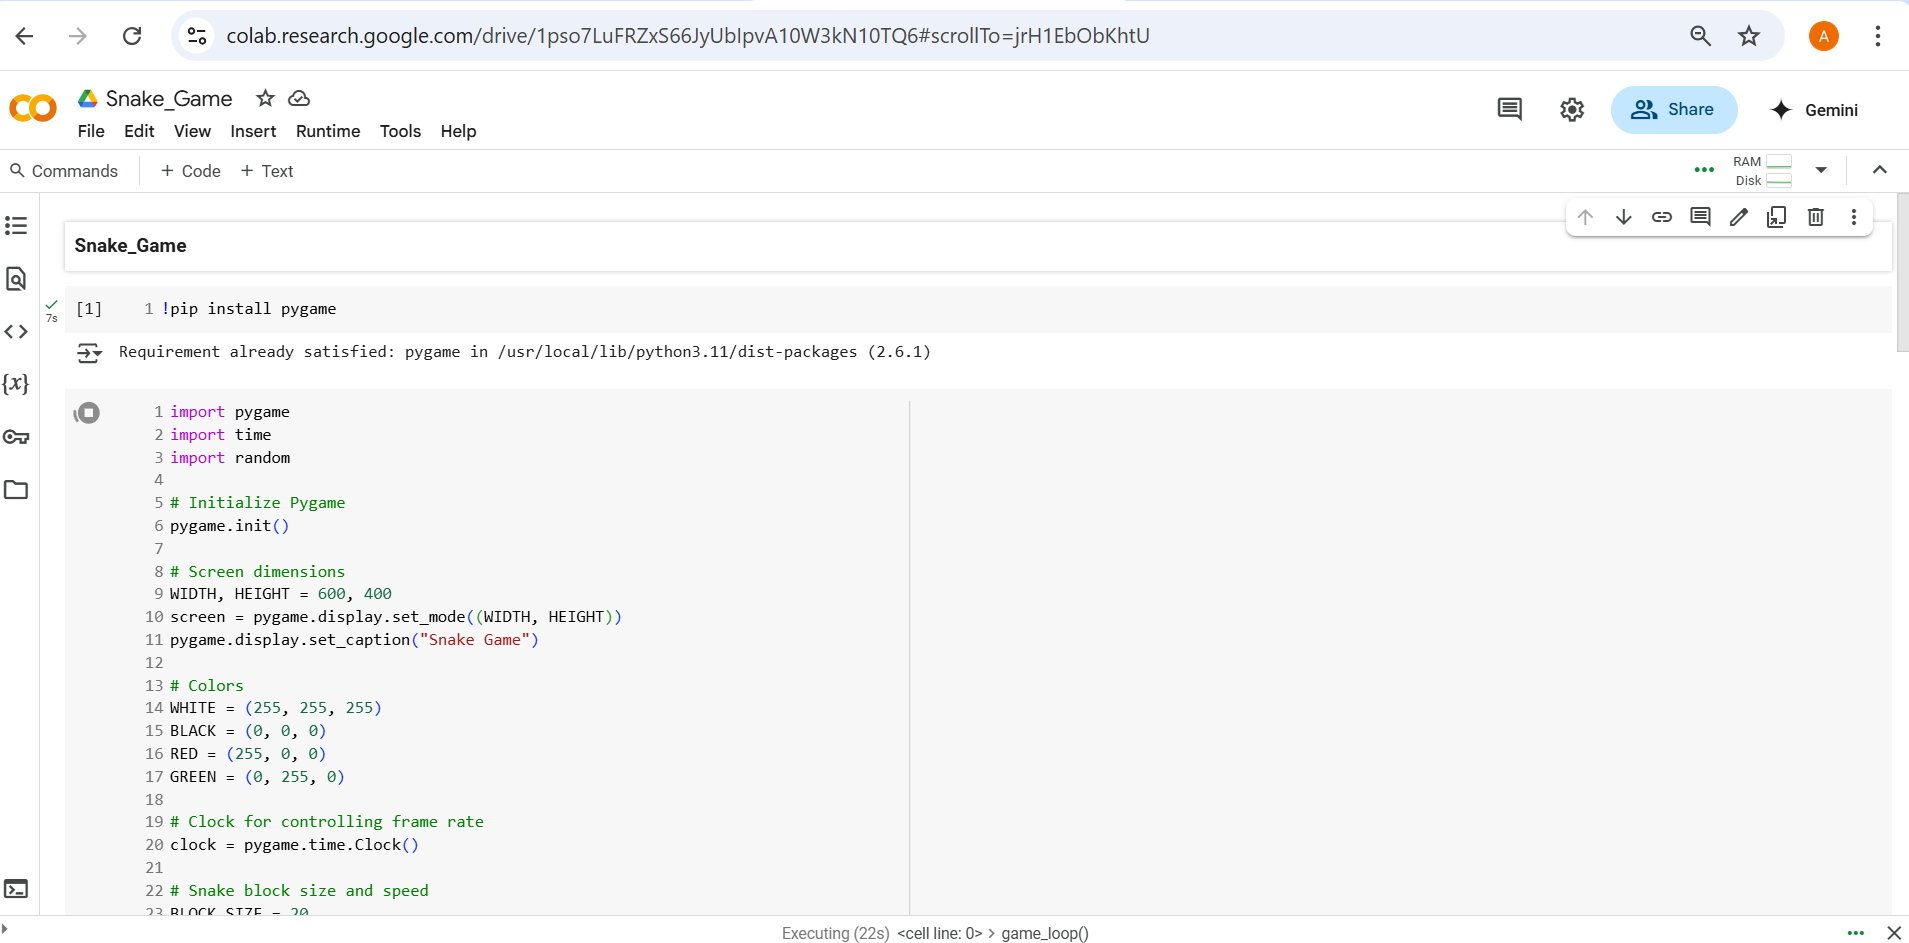 colab.research.google.com/drive/1pso7LuFRZxS66JyUbIpvA10W3kN10TQ6#scrollTo=jrH1EbObKhtU
A
Snake_Game
File Edit View Insert Runtime Tools Help
Share
Gemini
Commands + Code + Text
RAM
Disk
Snake_Game
7s
[1] 1 !pip install pygame
Requirement already satisfied: pygame in /usr/local/lib/python3.11/dist-packages (2.6.1)
{x}
1 import pygame
2 import time
3 import random
4
5 # Initialize Pygame
6 pygame.init()
7
8 # Screen dimensions
9 WIDTH, HEIGHT = 600, 400
10 screen = pygame.display.set_mode((WIDTH, HEIGHT))
11 pygame.display.set_caption("Snake Game")
12
13 # Colors
14 WHITE = (255, 255, 255)
15 BLACK = (0, 0, 0)
16 RED = (255, 0, 0)
17 GREEN = (0, 255, 0)
18
19 # Clock for controlling frame rate
20 clock = pygame.time.Clock()
21
22 # Snake block size and speed
23 BLOCK_SIZE = 20
Executing (22s) <cell line: 0> > game_loop()